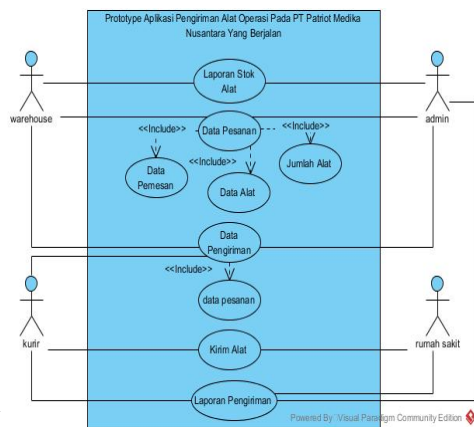 Prototype Aplikasi Pengiriman Alat Operasi Pada PT Patriot Medika
Nusantara Yang Berjalan
Laporan Stok
Alat
warehouse
admin
<<Include>>
Data Pesanan
<<Include>>
<<Include>>
Data
Pemesan
Data Alat
Jumlah Alat
Data
Pengiriman
<<Include>>
data pesanan
kurir
Kirim Alat
rumah sakit
Laporan Pengiriman
Powered By Visual Paradigm Community Edition